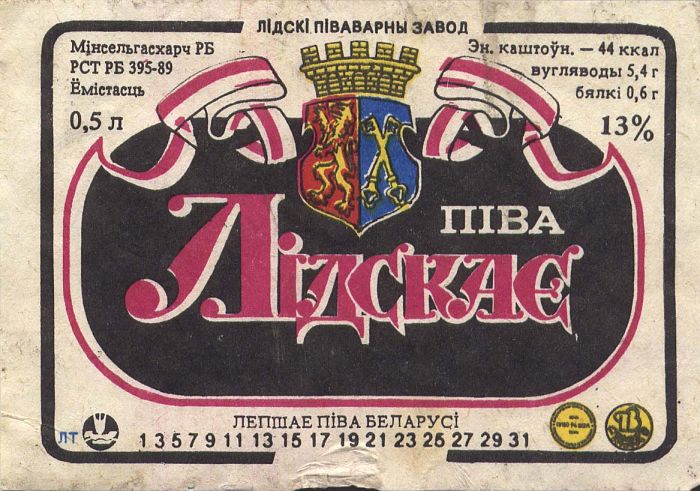 ЛІДСКІ ПІВАВАРНЫ ЗАВОД
Мінсельгасхарч РБ
РСТ РБ 395-89
Ёмістасць
0,5 л
Эн. каштоўн. — 44 ккал
вугляводы 5,4 г
бялкі 0,6 г
13%
ПІВА
ЛІДСКАЕ
ЛЕПШАЕ ПІВА БЕЛАРУСІ
ЛТ
1 3 5 7 9 11 13 15 17 19 21 23 25 27 29 31